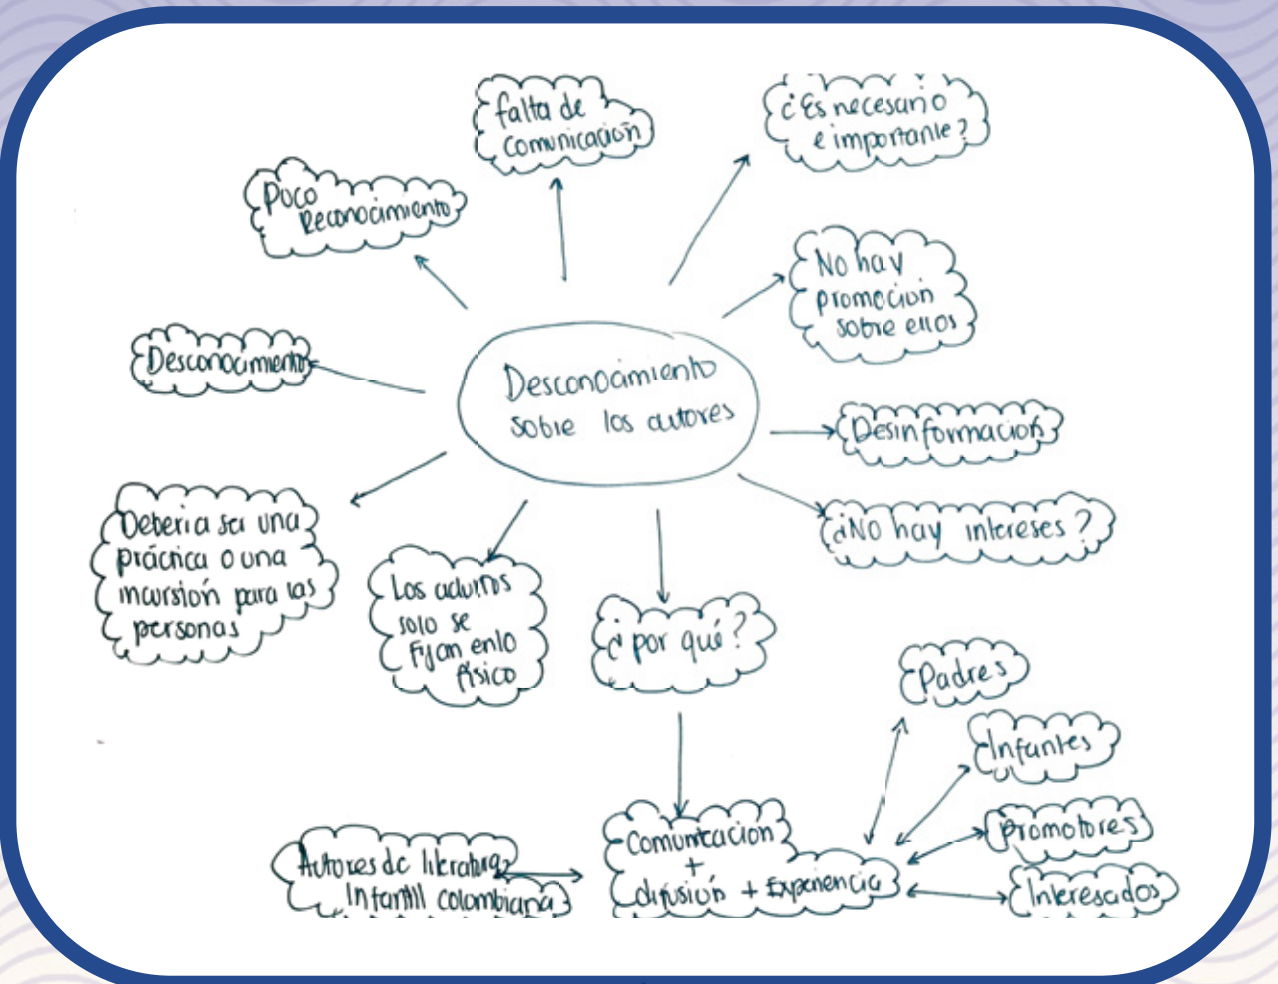 falta de
comunicación
¿Es necesario
e importante?
Poco
Reconocimiento
No hay
promoción
sobre ellos
Desconocimiento
Desconocimiento
sobre los autores
Desinformación
¿No hay intereses?
Deberia ser una
práctica o una
incursión para las
personas
Los adultos
solo se
fijan en lo
físico
¿por qué?
Padres
Infantes
promotores
Interesados
Comunicacion
+
difusión + Experiencia
Autores de literatura
Infantil colombiana